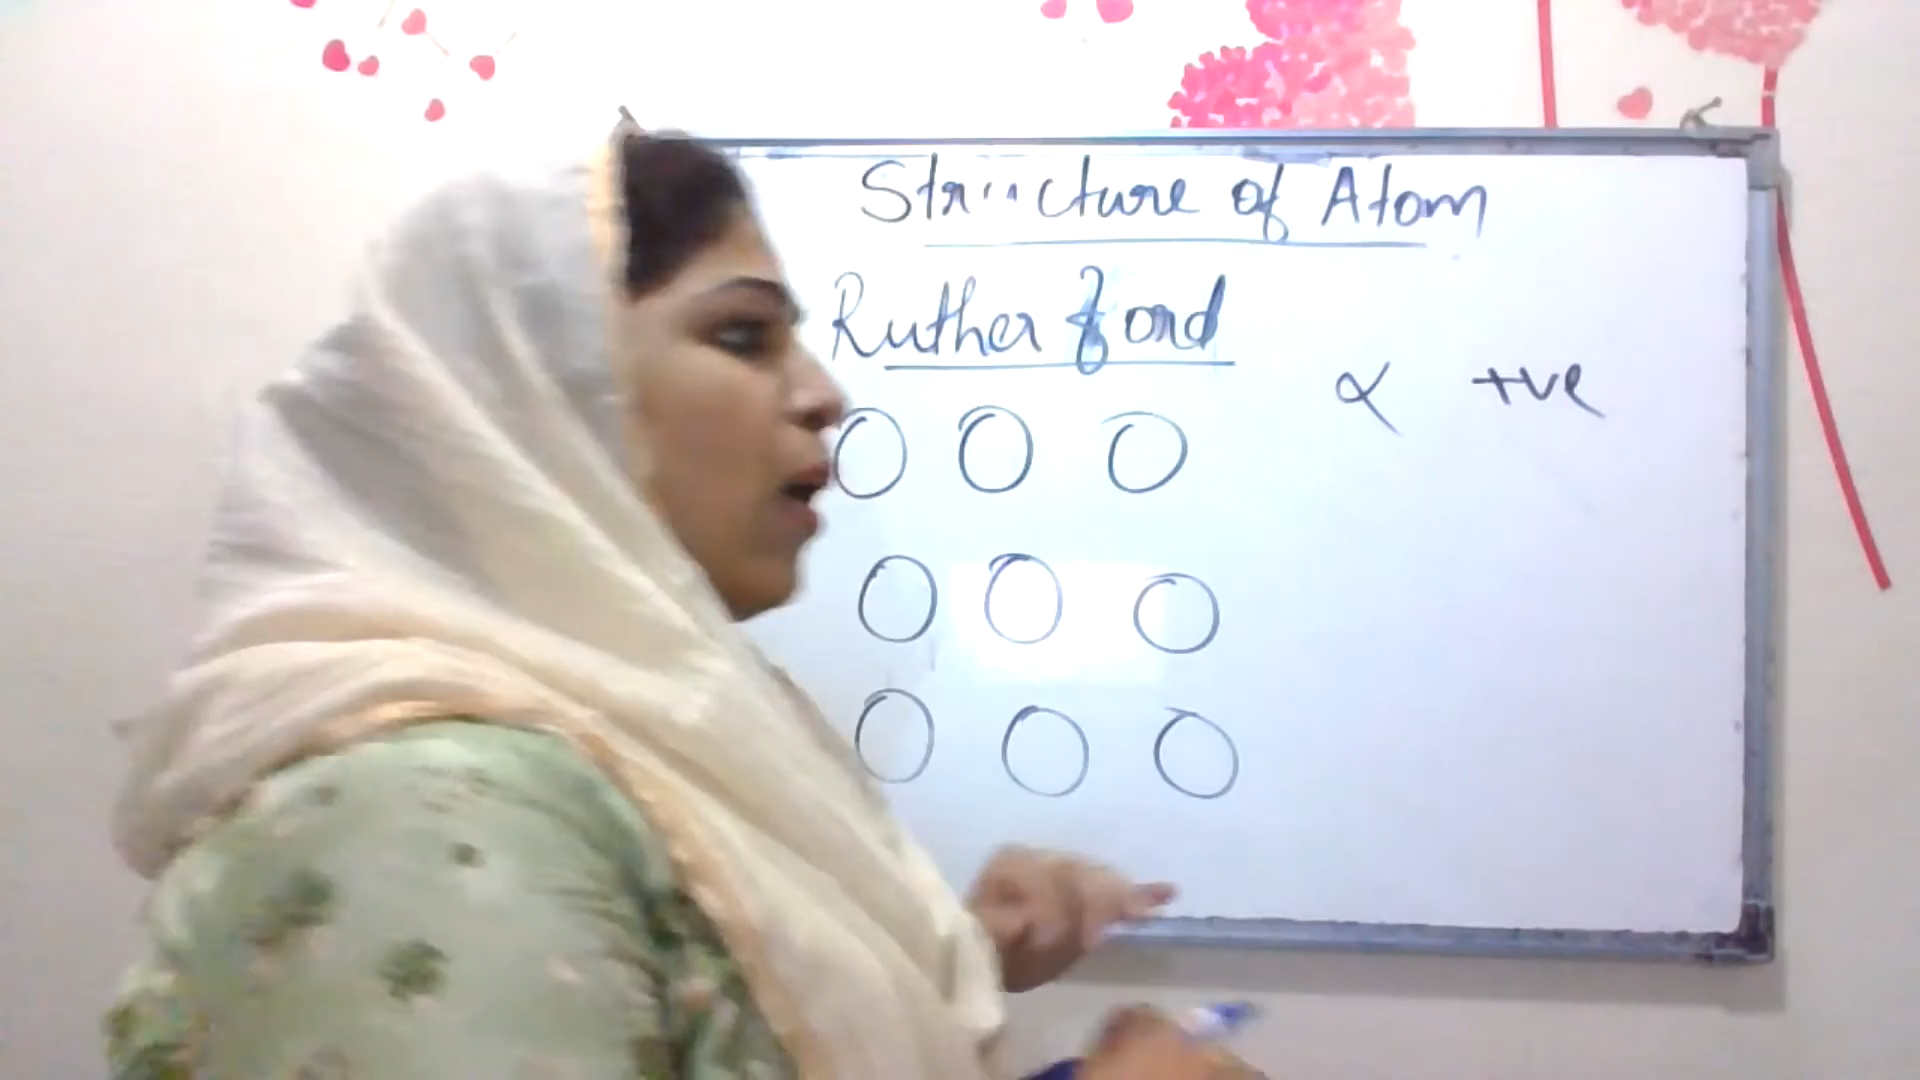 Structure of Atom
Rutherford
α +ve